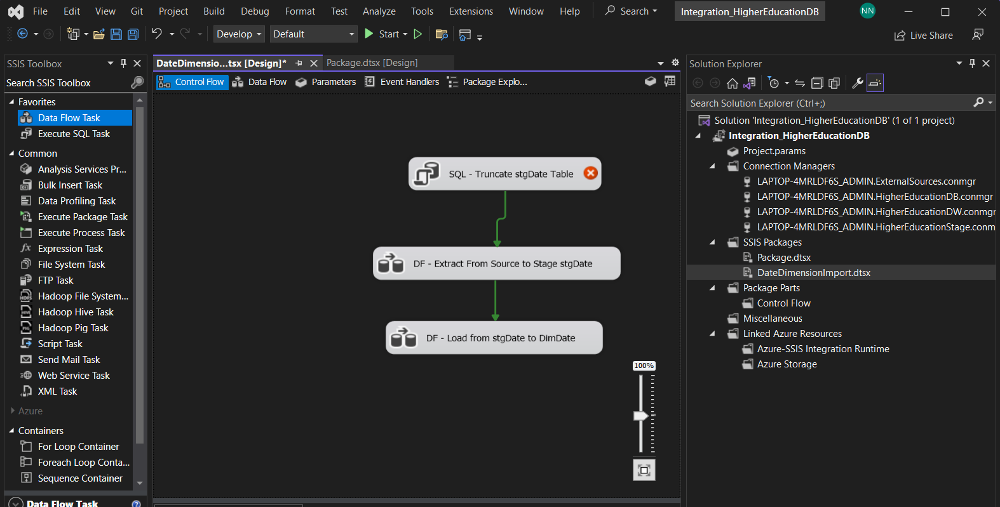 File Edit View Git Project Build Debug Format Test Analyze Tools Extensions Window Help Search Integration_HigherEducationDB NN
Develop Default Start Live Share
SSIS Toolbox
Search SSIS Toolbox
Favorites
Data Flow Task
Execute SQL Task
Common
Analysis Services Pr...
Bulk Insert Task
Data Profiling Task
Execute Package Task
Execute Process Task
Expression Task
File System Task
FTP Task
Hadoop File System...
Hadoop Hive Task
Hadoop Pig Task
Script Task
Send Mail Task
Web Service Task
XML Task
Azure
Containers
For Loop Container
Foreach Loop Conta...
Sequence Container
Data Flow Task
DateDimensio....tsx [Design]* Package.dtsx [Design]
Control Flow Data Flow Parameters Event Handlers Package Explo...
SQL - Truncate stgDate Table
DF - Extract From Source to Stage stgDate
DF - Load from stgDate to DimDate
100%
Solution Explorer
Search Solution Explorer (Ctrl+;)
Solution 'Integration_HigherEducationDB' (1 of 1 project)
Integration_HigherEducationDB
Project.params
Connection Managers
LAPTOP-4MRLDF6S_ADMIN.ExternalSources.conmgr
LAPTOP-4MRLDF6S_ADMIN.HigherEducationDB.conmgr
LAPTOP-4MRLDF6S_ADMIN.HigherEducationDW.conmgr
LAPTOP-4MRLDF6S_ADMIN.HigherEducationStage.conm
SSIS Packages
Package.dtsx
DateDimensionImport.dtsx
Package Parts
Control Flow
Miscellaneous
Linked Azure Resources
Azure-SSIS Integration Runtime
Azure Storage